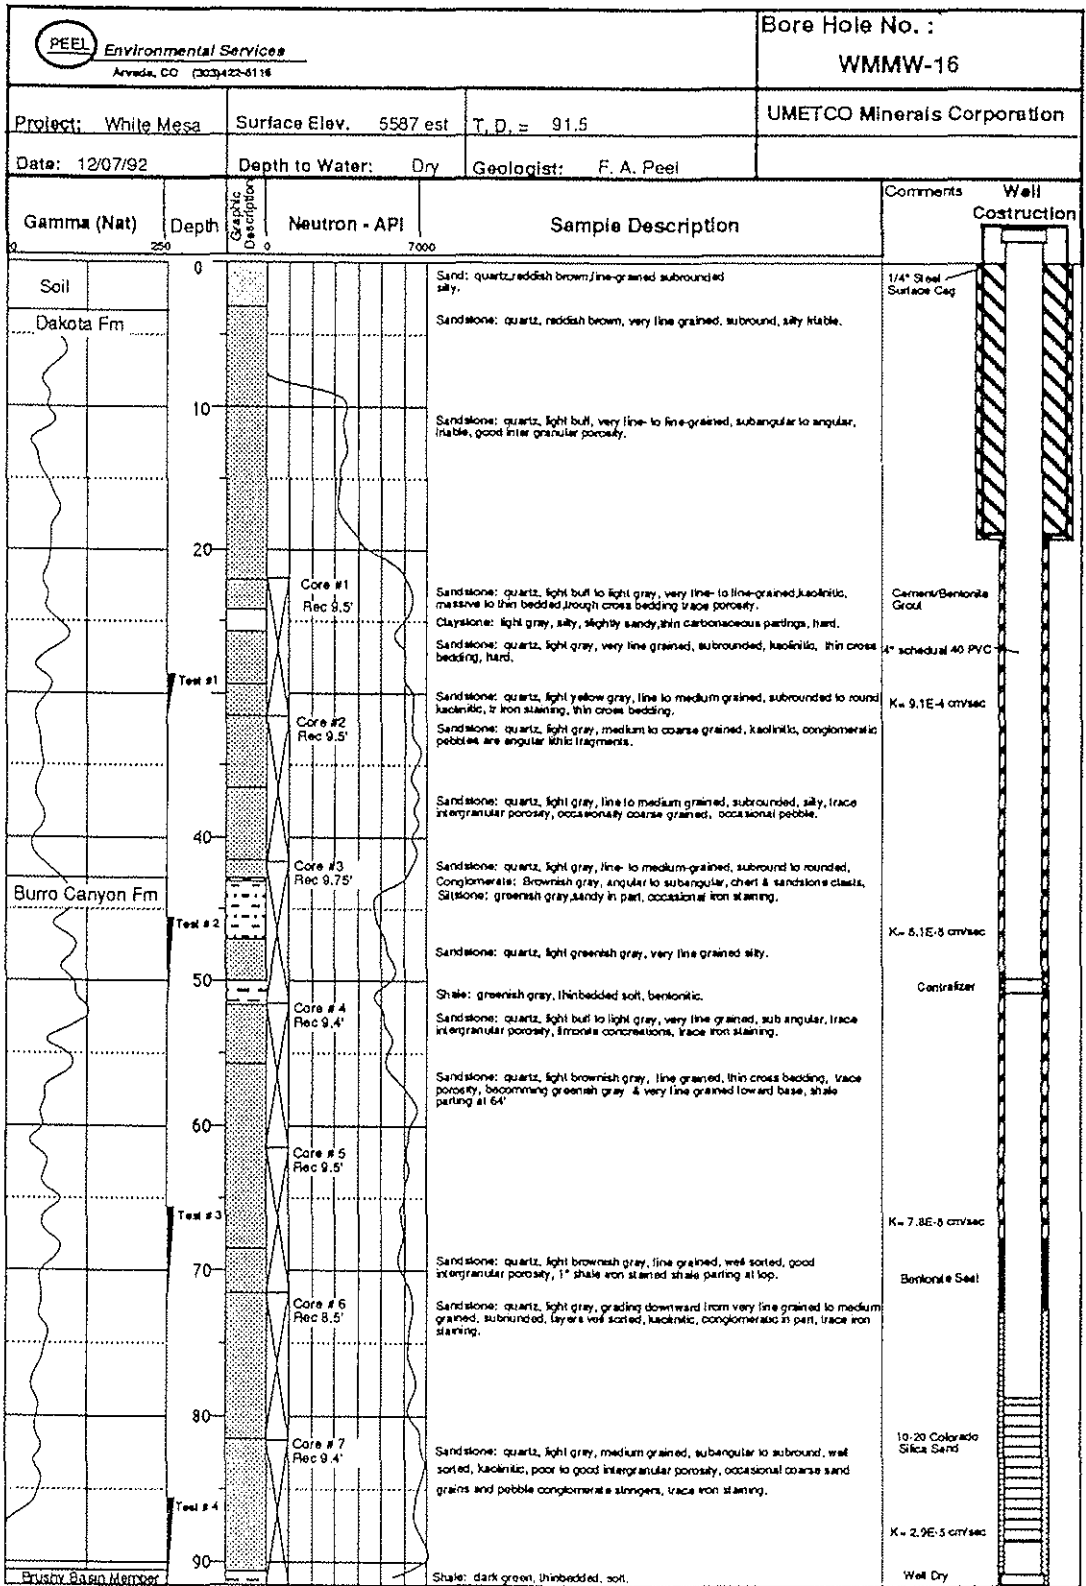 PEEL Environmental Services
Arvada, CO (303)422-6116
Bore Hole No. :
WMMW-16
Project: White Mesa
Surface Elev. 5587 est
T. D. = 91.5
UMETCO Minerals Corporation
Date: 12/07/92
Depth to Water: Dry
Geologist: F. A. Peel
Gamma (Nat)
0 250
Depth
Graphic
Description
Neutron - API
0 7000
Sample Description
Comments
Well
Costruction
0
Soil
Sand: quartz, reddish brown, fine-grained subrounded
silty.
1/4" Steel
Surface Csg
Dakota Fm
Sandstone: quartz, reddish brown, very fine grained, subround, silty friable.
10
Sandstone: quartz, light buff, very fine- to fine-grained, subangular to angular,
friable, good inter granular porosity.
20
Core #1
Rec 9.5'
Sandstone: quartz, light buff to light gray, very fine- to fine-grained, kaolinitic,
massive to thin bedded, trough cross bedding trace porosity.
Cement/Bentonite
Grout
Claystone: light gray, silty, slightly sandy, thin carbonaceous partings, hard.
Sandstone: quartz, light gray, very fine grained, subrounded, kaolinitic, thin cross
bedding, hard.
4" schedual 40 PVC
Test #1
Sandstone: quartz, light yellow gray, fine to medium grained, subrounded to round
kaolinitic, tr iron staining, thin cross bedding.
K= 9.1E-4 cm/sec
Core #2
Rec 9.5'
Sandstone: quartz, light gray, medium to coarse grained, kaolinitic, conglomeratic
pebbles are angular lithic fragments.
Sandstone: quartz, light gray, fine to medium grained, subrounded, silty, trace
intergranular porosity, occasionally coarse grained, occasional pebble.
40
Core #3
Rec 9.75'
Sandstone: quartz, light gray, fine- to medium-grained, subround to rounded,
Conglomerate: Brownish gray, angular to subangular, chert & sandstone clasts,
Siltstone: greenish gray, sandy in part, occasional iron staining.
Burro Canyon Fm
Test # 2
cm/sec
Sandstone: quartz, light greenish gray, very fine grained silty.
50
Centralizer
Shale: greenish gray, thinbedded soft, bentonitic.
Core # 4
Rec 9.4'
Sandstone: quartz, light buff to light gray, very fine grained, sub angular, trace
intergranular porosity, limonite concreations, trace iron staining.
Sandstone: quartz, light brownish gray, fine grained, thin cross bedding, trace
porosity, becomming greenish gray & very fine grained toward base, shale
parting at 64'
60
Core # 5
Rec 9.5'
Test # 3
cm/sec
70
Sandstone: quartz, light brownish gray, fine grained, well sorted, good
intergranular porosity, 1" shale iron stained shale parting at top.
Bentonite Seal
Core # 6
Rec 8.5'
Sandstone: quartz, light gray, grading downward from very fine grained to medium
grained, subrounded, layers well sorted, kaolinitic, conglomeratic in part, trace iron
staining.
80
Core # 7
Rec 9.4'
10-20 Colorado
Silica Sand
Sandstone: quartz, light gray, medium grained, subangular to subround, well
sorted, kaolinitic, poor to good intergranular porosity, occasional coarse sand
grains and pebble conglomerate stringers, trace iron staining.
Test # 4
K= 2.9E-5 cm/sec
90
Brushy Basin Member
Shale: dark green, thinbedded, soft.
Well Dry